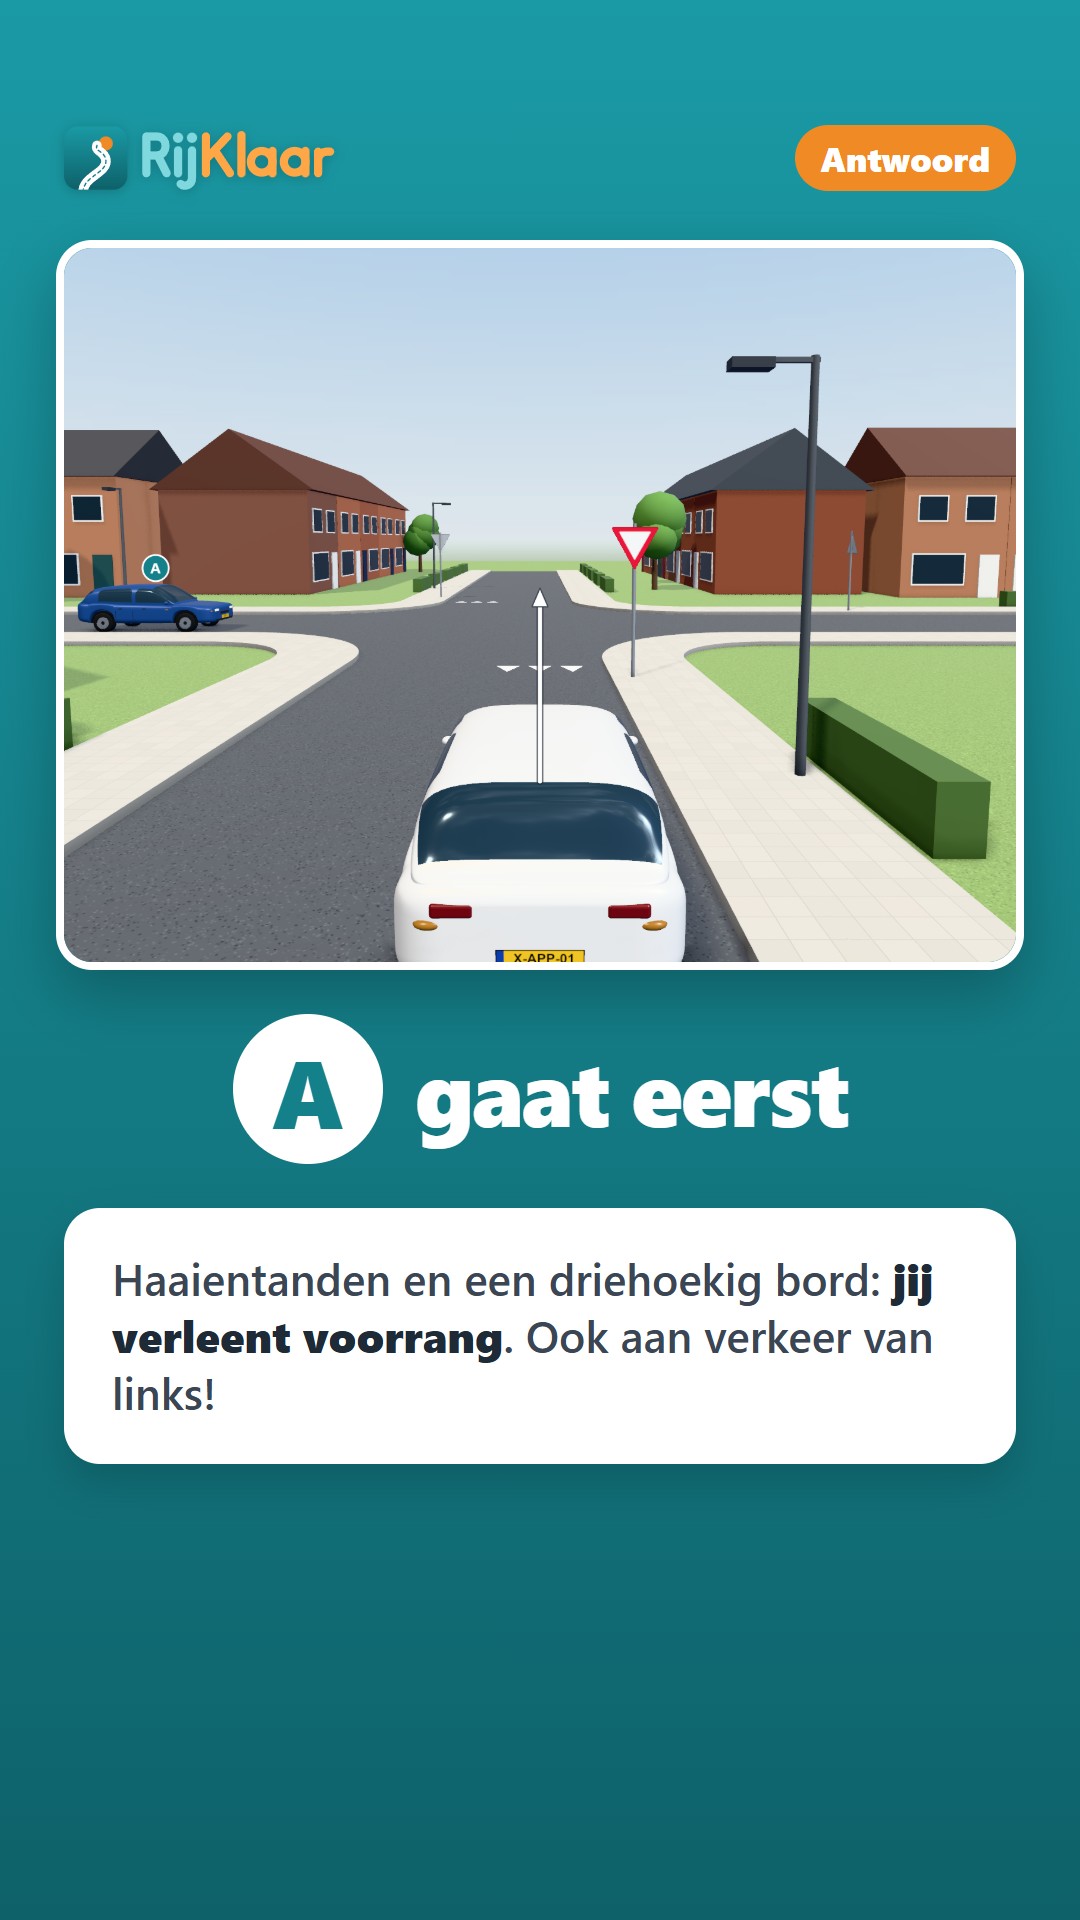 RijKlaar
Antwoord
A
X-APP-01
A gaat eerst
Haaientanden en een driehoekig bord: jij
verleent voorrang. Ook aan verkeer van
links!